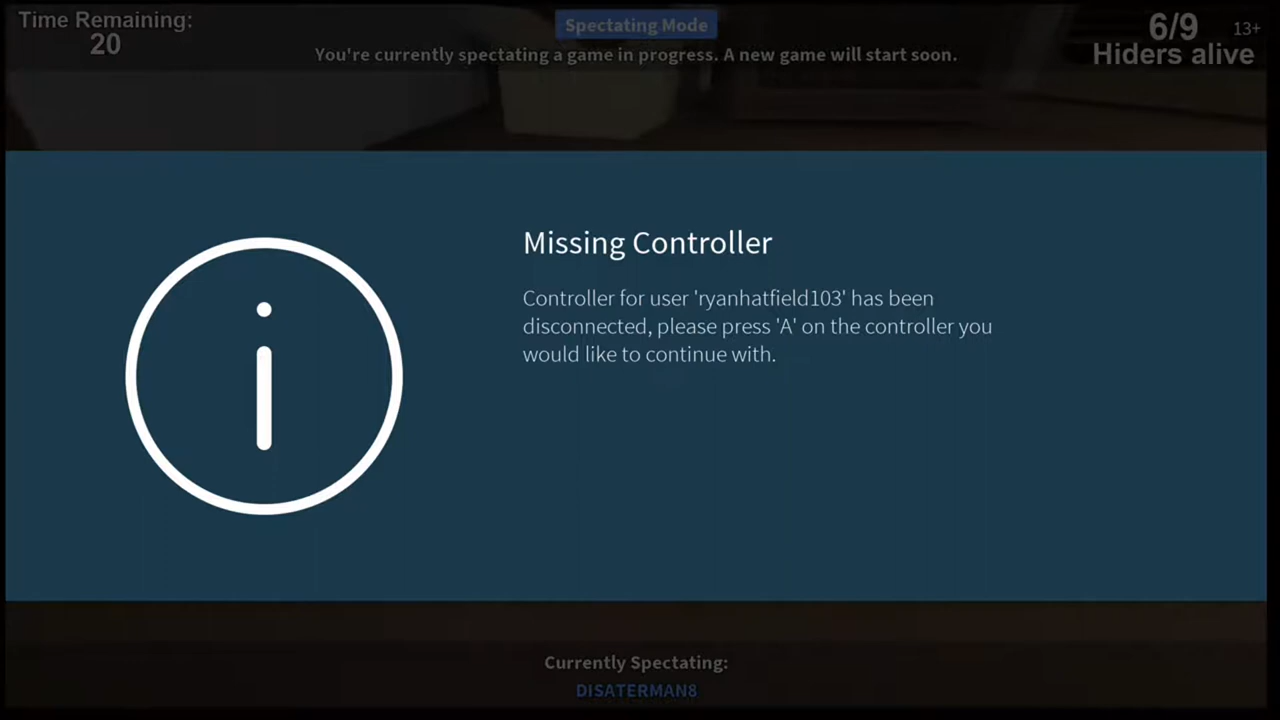 Time Remaining:
20
Spectating Mode
You're currently spectating a game in progress. A new game will start soon.
6/9
13+
Hiders alive
Missing Controller
Controller for user 'ryanhatfield103' has been
disconnected, please press 'A' on the controller you
would like to continue with.
Currently Spectating:
DISATERMAN8